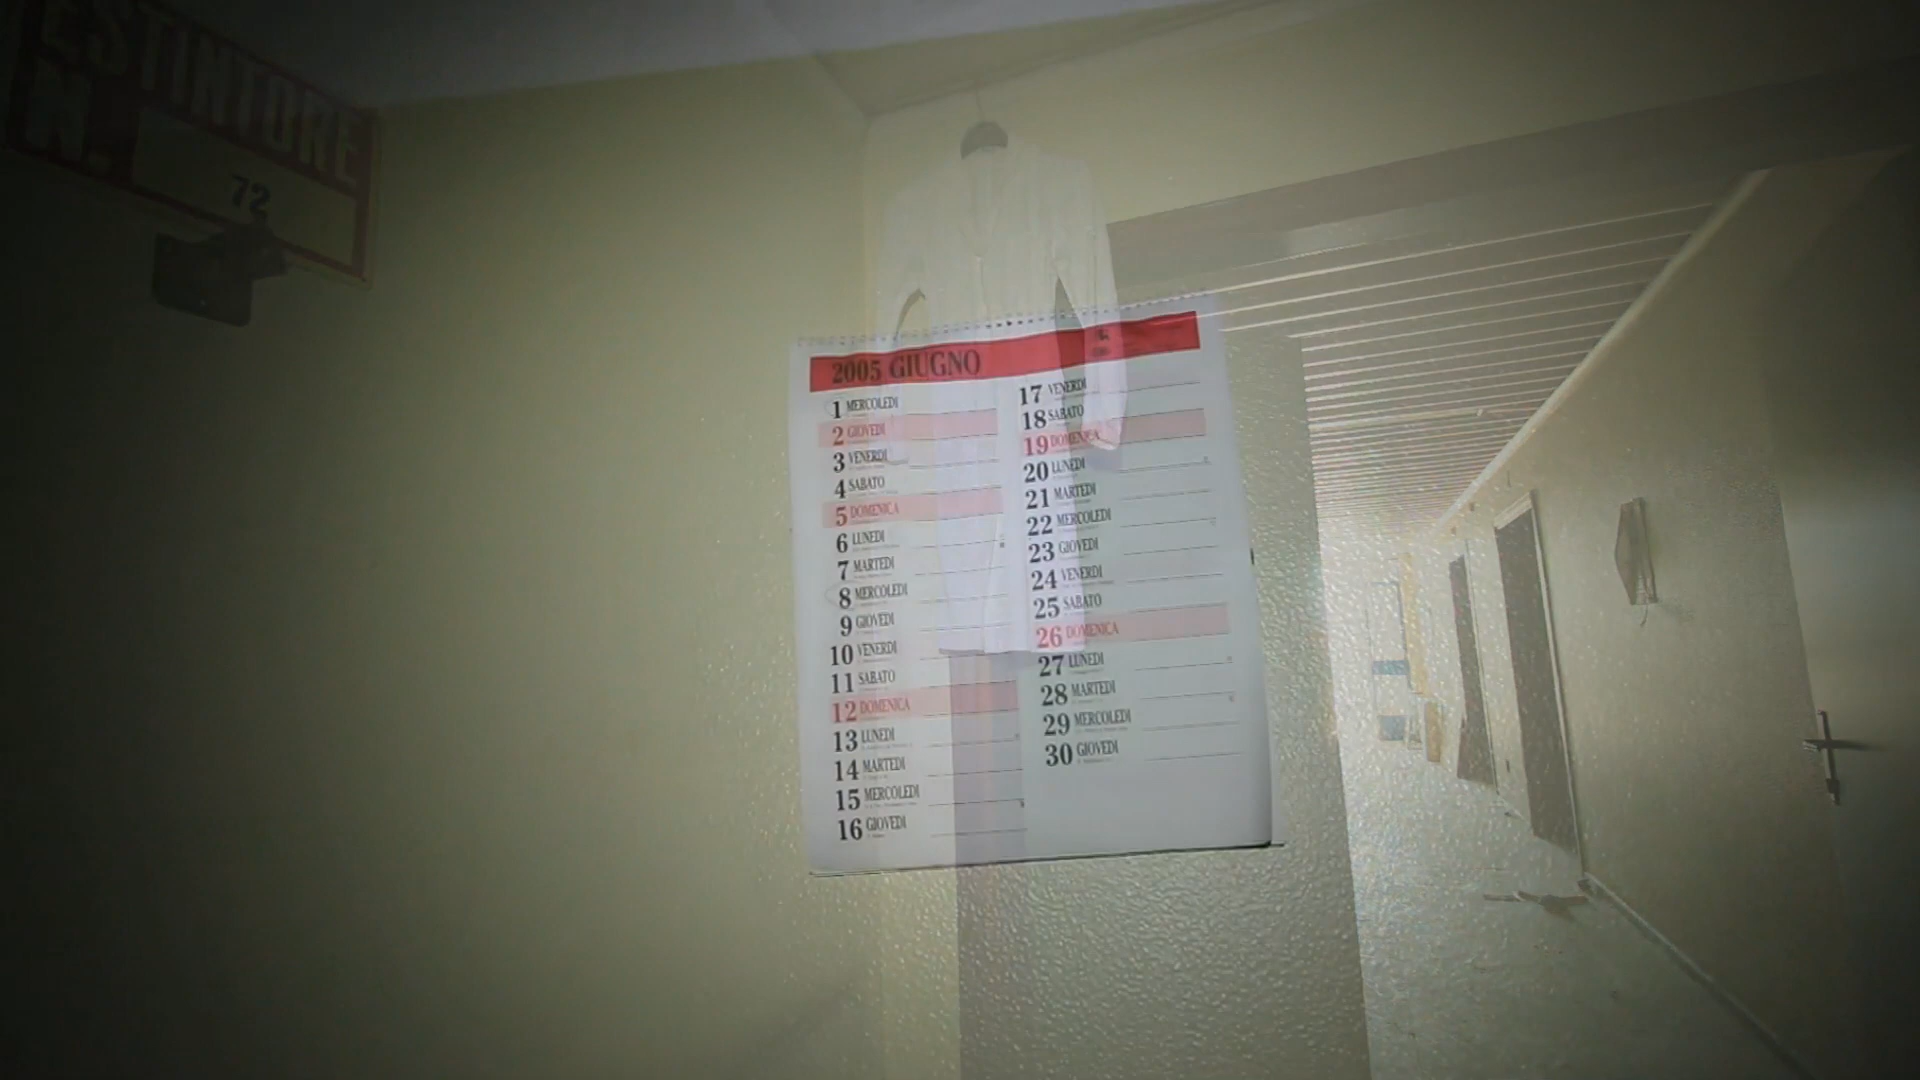 ESTINTORE
N.
72
2005 GIUGNO
1 MERCOLEDI
2 GIOVEDI
3 VENERDI
4 SABATO
5 DOMENICA
6 LUNEDI
7 MARTEDI
8 MERCOLEDI
9 GIOVEDI
10 VENERDI
11 SABATO
12 DOMENICA
13 LUNEDI
14 MARTEDI
15 MERCOLEDI
16 GIOVEDI
17 VENERDI
18 SABATO
19 DOMENICA
20 LUNEDI
21 MARTEDI
22 MERCOLEDI
23 GIOVEDI
24 VENERDI
25 SABATO
26 DOMENICA
27 LUNEDI
28 MARTEDI
29 MERCOLEDI
30 GIOVEDI